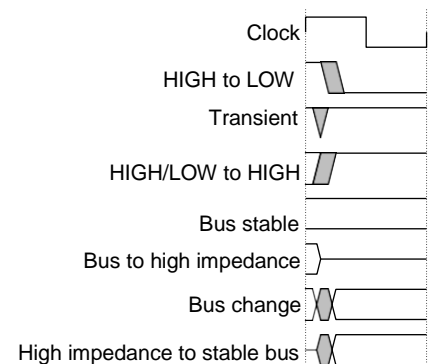 Clock
HIGH to LOW
Transient
HIGH/LOW to HIGH
Bus stable
Bus to high impedance
Bus change
High impedance to stable bus